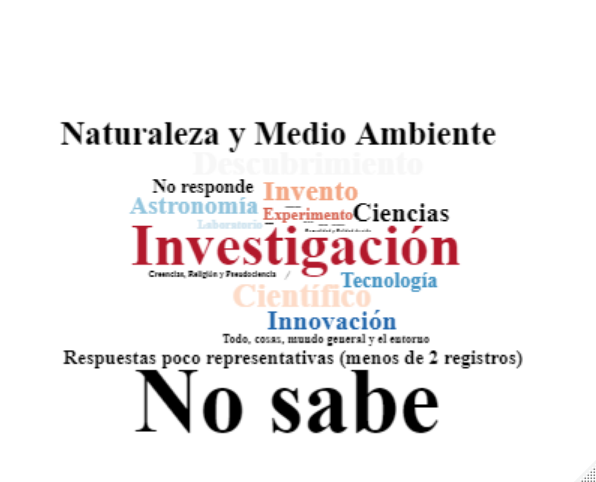 Naturaleza y Medio Ambiente
Descubrimiento
No responde
Invento
Astronomía
Experimento
Ciencias
Laboratorio
Investigación
Creencias, Religión y Pseudociencia
Tecnología
Científico
Innovación
Todo, cosas, mundo general y el entorno
Respuestas poco representativas (menos de 2 registros)
No sabe